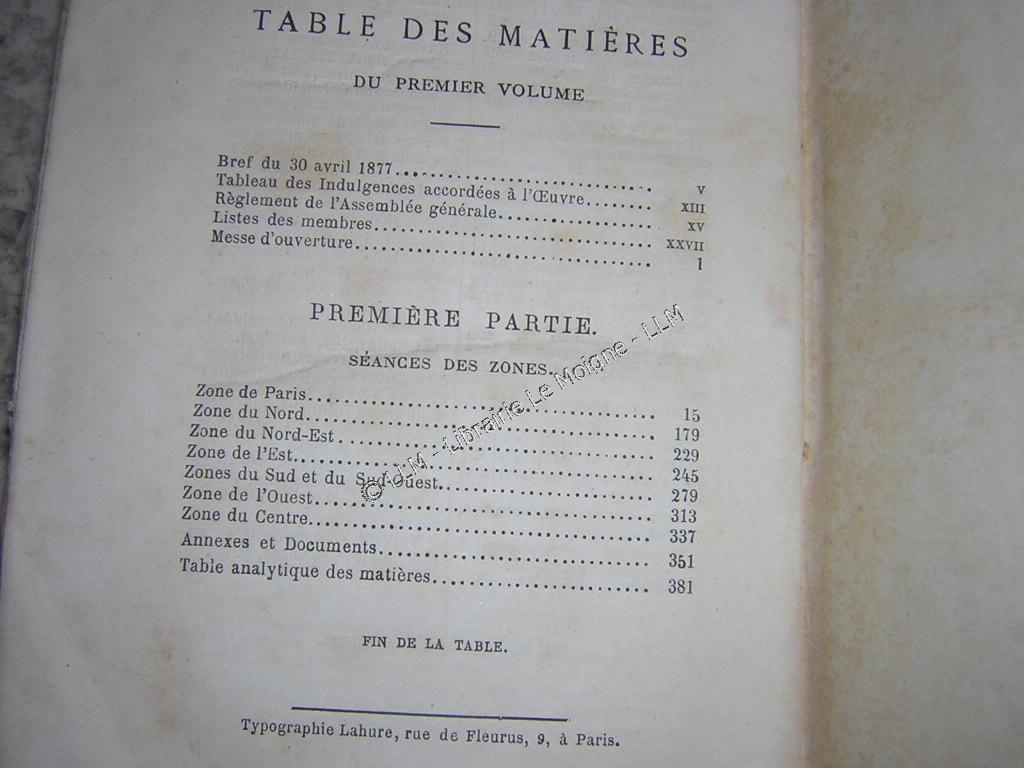 TABLE DES MATIÈRES
DU PREMIER VOLUME
Bref du 30 avril 1877 V
Tableau des Indulgences accordées à l'Œuvre XIII
Règlement de l'Assemblée générale XV
Listes des membres XXVII
Messe d'ouverture 1
PREMIÈRE PARTIE.
SÉANCES DES ZONES.
Zone de Paris 15
Zone du Nord 179
Zone du Nord-Est 229
Zone de l'Est 245
Zones du Sud et du Sud-Ouest 279
Zone de l'Ouest 313
Zone du Centre 337
Annexes et Documents 351
Table analytique des matières 381
FIN DE LA TABLE.
Typographie Lahure, rue de Fleurus, 9, à Paris.
Librairie Le Moigne - LLM